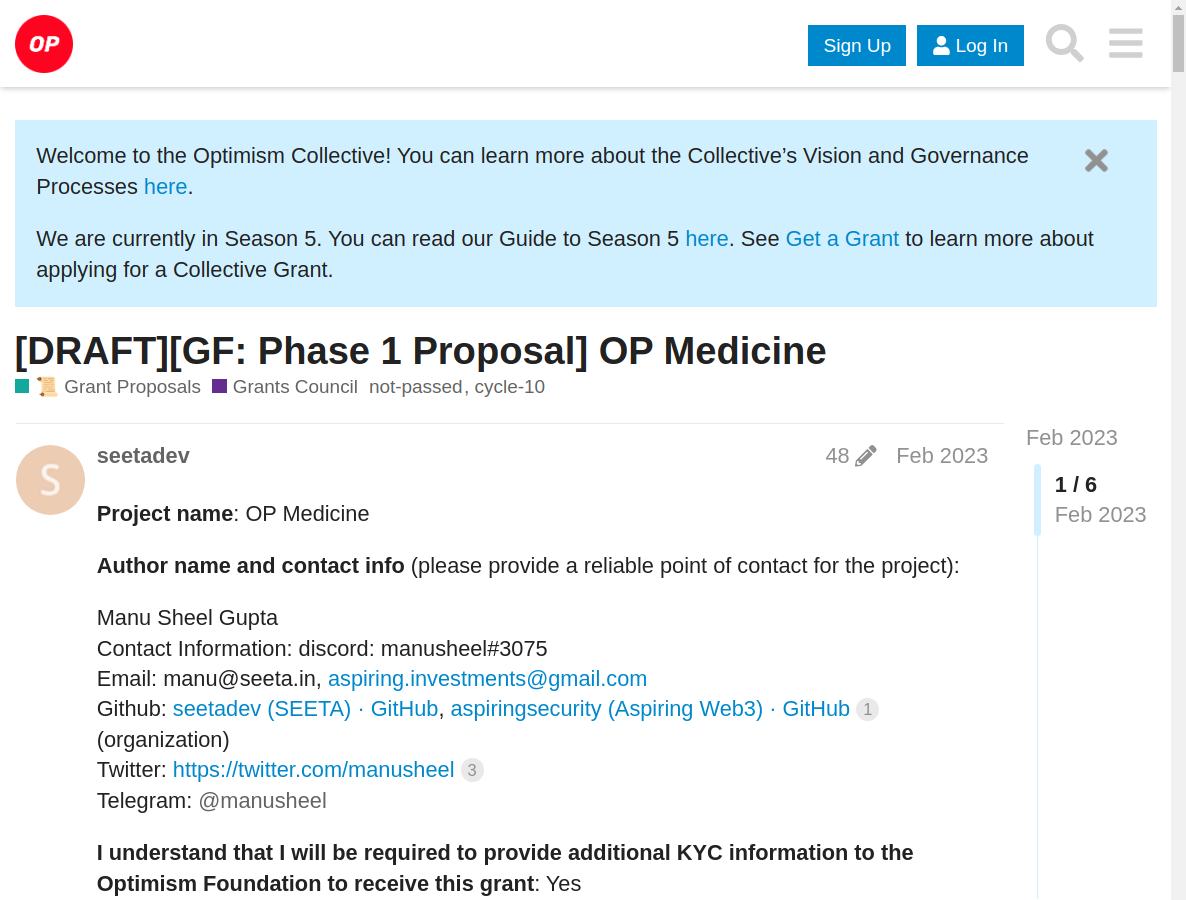 OP
Sign Up
Log In
Welcome to the Optimism Collective! You can learn more about the Collective’s Vision and Governance
Processes here.
We are currently in Season 5. You can read our Guide to Season 5 here. See Get a Grant to learn more about
applying for a Collective Grant.
[DRAFT][GF: Phase 1 Proposal] OP Medicine
📜 Grant Proposals Grants Council not-passed, cycle-10
S
seetadev 48 Feb 2023
Project name: OP Medicine
Author name and contact info (please provide a reliable point of contact for the project):
Manu Sheel Gupta
Contact Information: discord: manusheel#3075
Email: manu@seeta.in, aspiring.investments@gmail.com
Github: seetadev (SEETA) · GitHub, aspiringsecurity (Aspiring Web3) · GitHub 1
(organization)
Twitter: https://twitter.com/manusheel 3
Telegram: @manusheel
I understand that I will be required to provide additional KYC information to the
Optimism Foundation to receive this grant: Yes
Feb 2023
1 / 6
Feb 2023